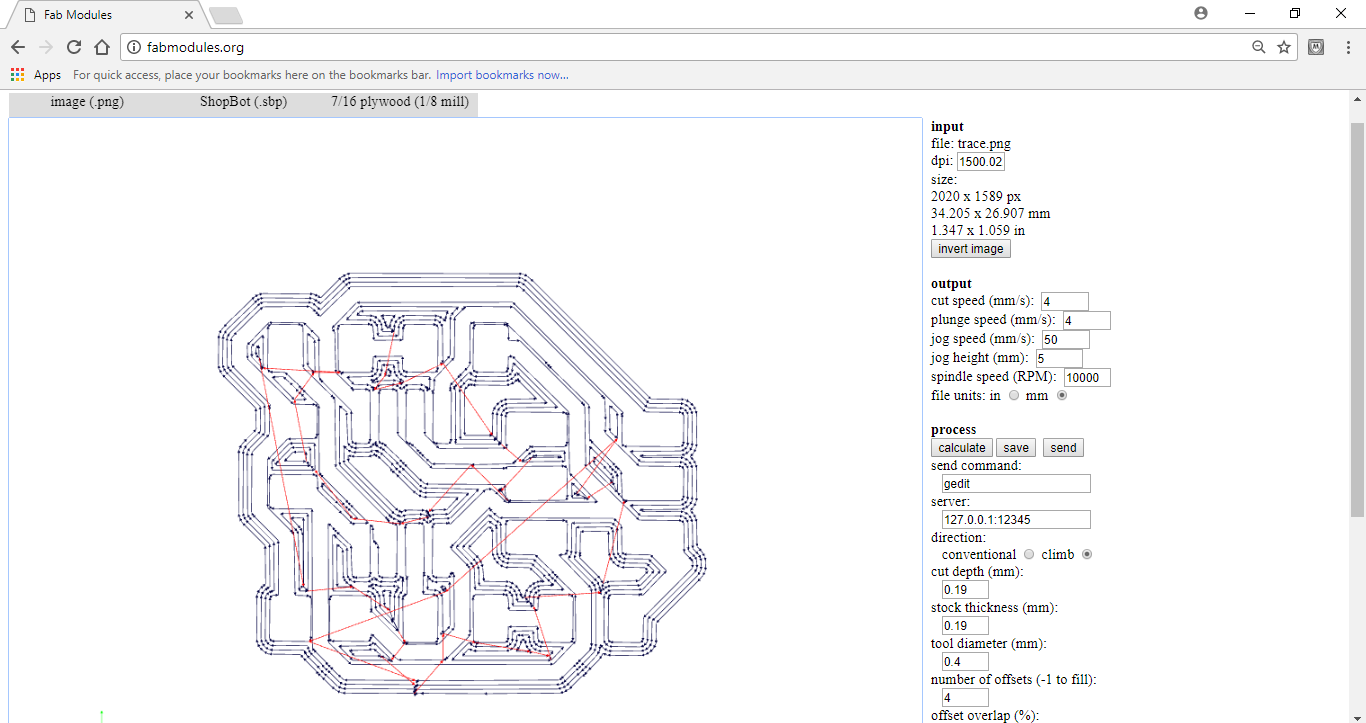 Fab Modules
fabmodules.org
Apps For quick access, place your bookmarks here on the bookmarks bar. Import bookmarks now...
image (.png) ShopBot (.sbp) 7/16 plywood (1/8 mill)
input
file: trace.png
dpi: 1500.02
size:
2020 x 1589 px
34.205 x 26.907 mm
1.347 x 1.059 in
invert image
output
cut speed (mm/s): 4
plunge speed (mm/s): 4
jog speed (mm/s): 50
jog height (mm): 5
spindle speed (RPM): 10000
file units: in mm
process
calculate save send
send command:
gedit
server:
127.0.0.1:12345
direction:
conventional climb
cut depth (mm):
0.19
stock thickness (mm):
0.19
tool diameter (mm):
0.4
number of offsets (-1 to fill):
4
offset overlap (%):